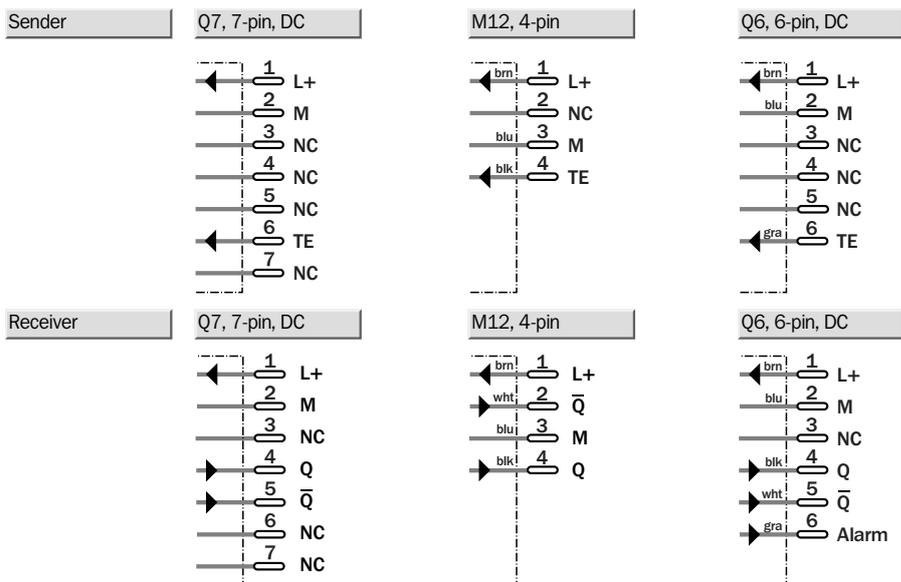 Sender
Q7, 7-pin, DC
1 L+
2 M
3 NC
4 NC
5 NC
6 TE
7 NC
M12, 4-pin
brn 1 L+
2 NC
blu 3 M
blk 4 TE
Q6, 6-pin, DC
brn 1 L+
blu 2 M
3 NC
4 NC
5 NC
gra 6 TE
Receiver
Q7, 7-pin, DC
1 L+
2 M
3 NC
4 Q
5 Q̅
6 NC
7 NC
M12, 4-pin
brn 1 L+
wht 2 Q̅
blu 3 M
blk 4 Q
Q6, 6-pin, DC
brn 1 L+
blu 2 M
3 NC
blk 4 Q
wht 5 Q̅
gra 6 Alarm